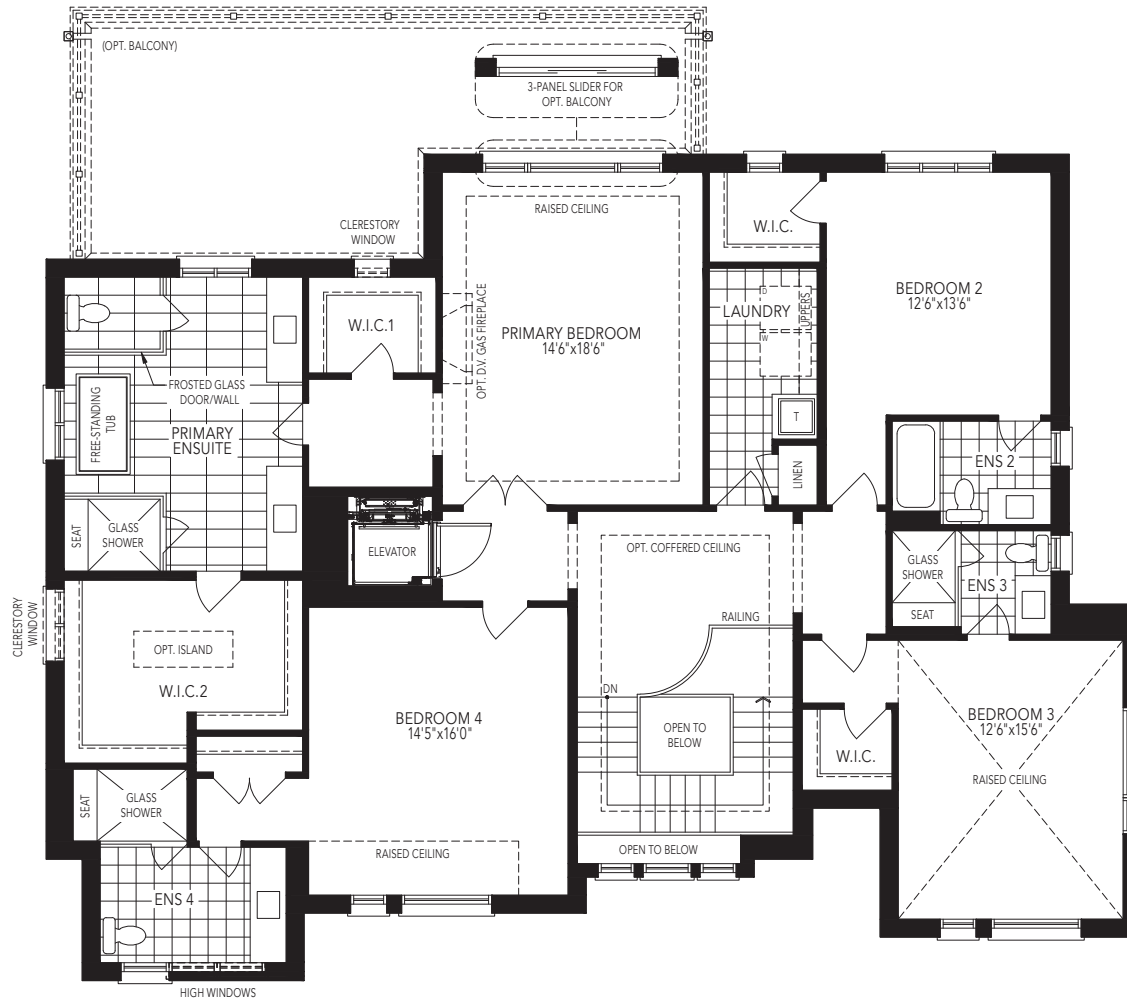 (OPT. BALCONY)
3-PANEL SLIDER FOR
OPT. BALCONY
CLERESTORY
WINDOW
RAISED CEILING
W.I.C.
W.I.C.1
OPT. D.V. GAS FIREPLACE
PRIMARY BEDROOM
14'6"x18'6"
LAUNDRY
D
W
UPPERS
T
LINEN
BEDROOM 2
12'6"x13'6"
FROSTED GLASS
DOOR/WALL
FREE-STANDING
TUB
PRIMARY
ENSUITE
SEAT
GLASS
SHOWER
ELEVATOR
OPT. COFFERED CEILING
ENS 2
GLASS
SHOWER
SEAT
ENS 3
CLERESTORY
WINDOW
OPT. ISLAND
W.I.C.2
RAILING
DN
OPEN TO
BELOW
BEDROOM 4
14'5"x16'0"
BEDROOM 3
12'6"x15'6"
W.I.C.
RAISED CEILING
SEAT
GLASS
SHOWER
RAISED CEILING
OPEN TO BELOW
ENS 4
HIGH WINDOWS